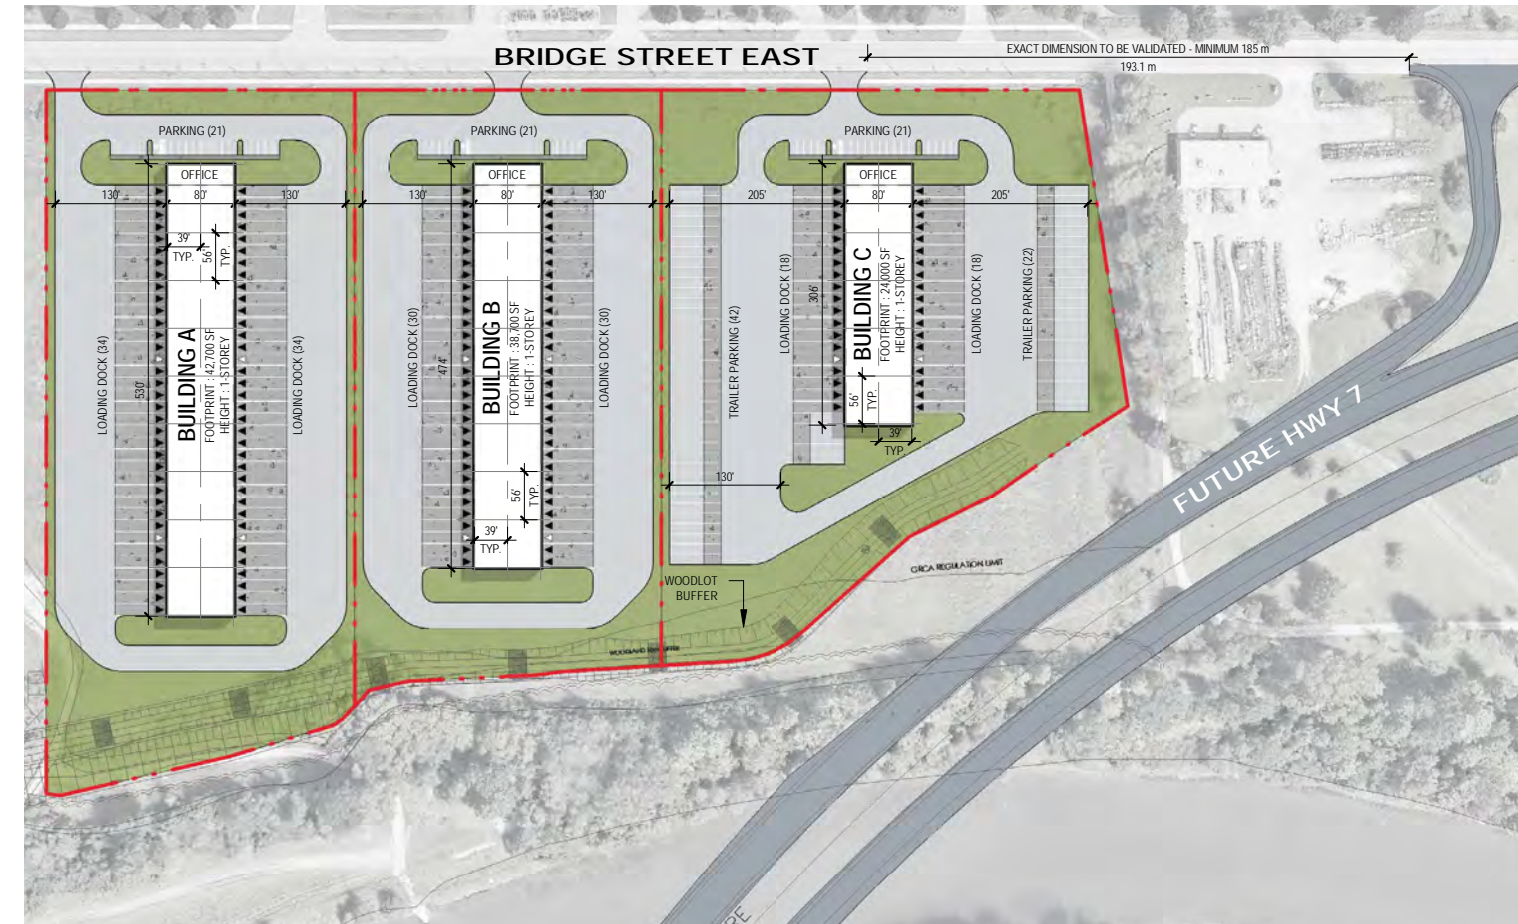 BRIDGE STREET EAST
EXACT DIMENSION TO BE VALIDATED - MINIMUM 185 m
193.1 m
PARKING (21)
PARKING (21)
PARKING (21)
OFFICE
OFFICE
OFFICE
130'
80'
130'
130'
80'
130'
205'
80'
205'
39'
TYP.
56'
TYP.
LOADING DOCK (34)
530'
BUILDING A
FOOTPRINT : 42,700 SF
HEIGHT : 1-STOREY
LOADING DOCK (34)
LOADING DOCK (30)
474'
BUILDING B
FOOTPRINT : 38,700 SF
HEIGHT : 1-STOREY
LOADING DOCK (30)
56'
TYP.
39'
TYP.
TRAILER PARKING (42)
LOADING DOCK (18)
306'
BUILDING C
FOOTPRINT : 24,000 SF
HEIGHT : 1-STOREY
LOADING DOCK (18)
TRAILER PARKING (22)
56'
TYP.
39'
TYP.
130'
FUTURE HWY 7
GRCA REGULATION LIMIT
WOODLOT
BUFFER